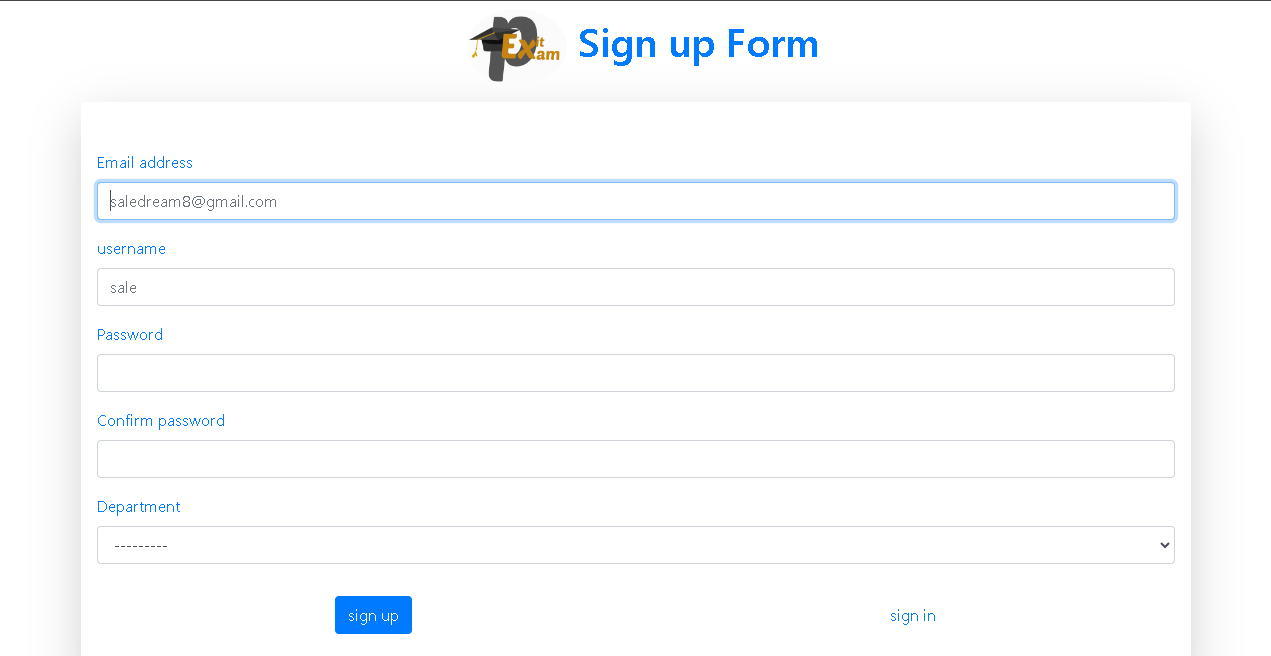 Exit Exam
Sign up Form
Email address
saledream8@gmail.com
username
sale
Password
Confirm password
Department
---------
sign up
sign in